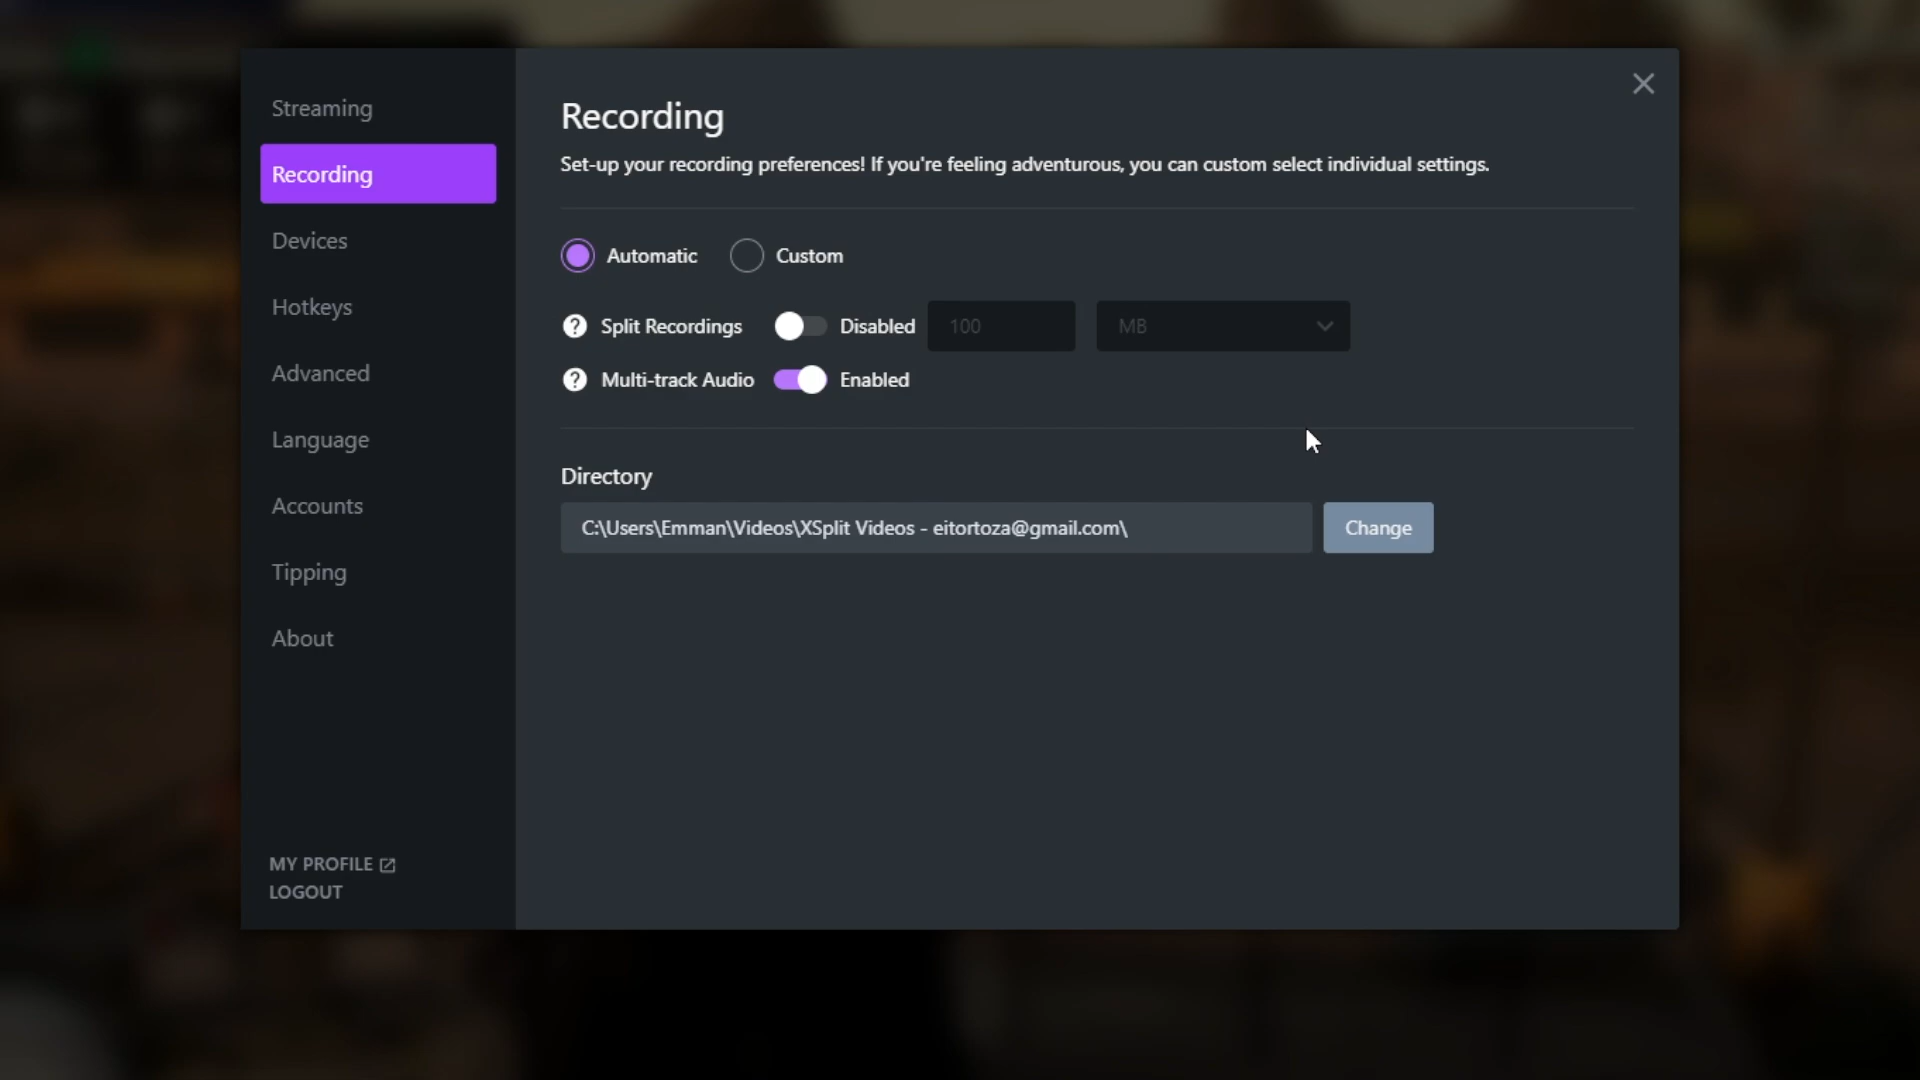 Streaming
Recording
Devices
Hotkeys
Advanced
Language
Accounts
Tipping
About
MY PROFILE
LOGOUT
Recording
Set-up your recording preferences! If you're feeling adventurous, you can custom select individual settings.
Automatic Custom
? Split Recordings Disabled 100 MB
? Multi-track Audio Enabled
Directory
C:\Users\Emman\Videos\XSplit Videos - eitortoza@gmail.com\ Change